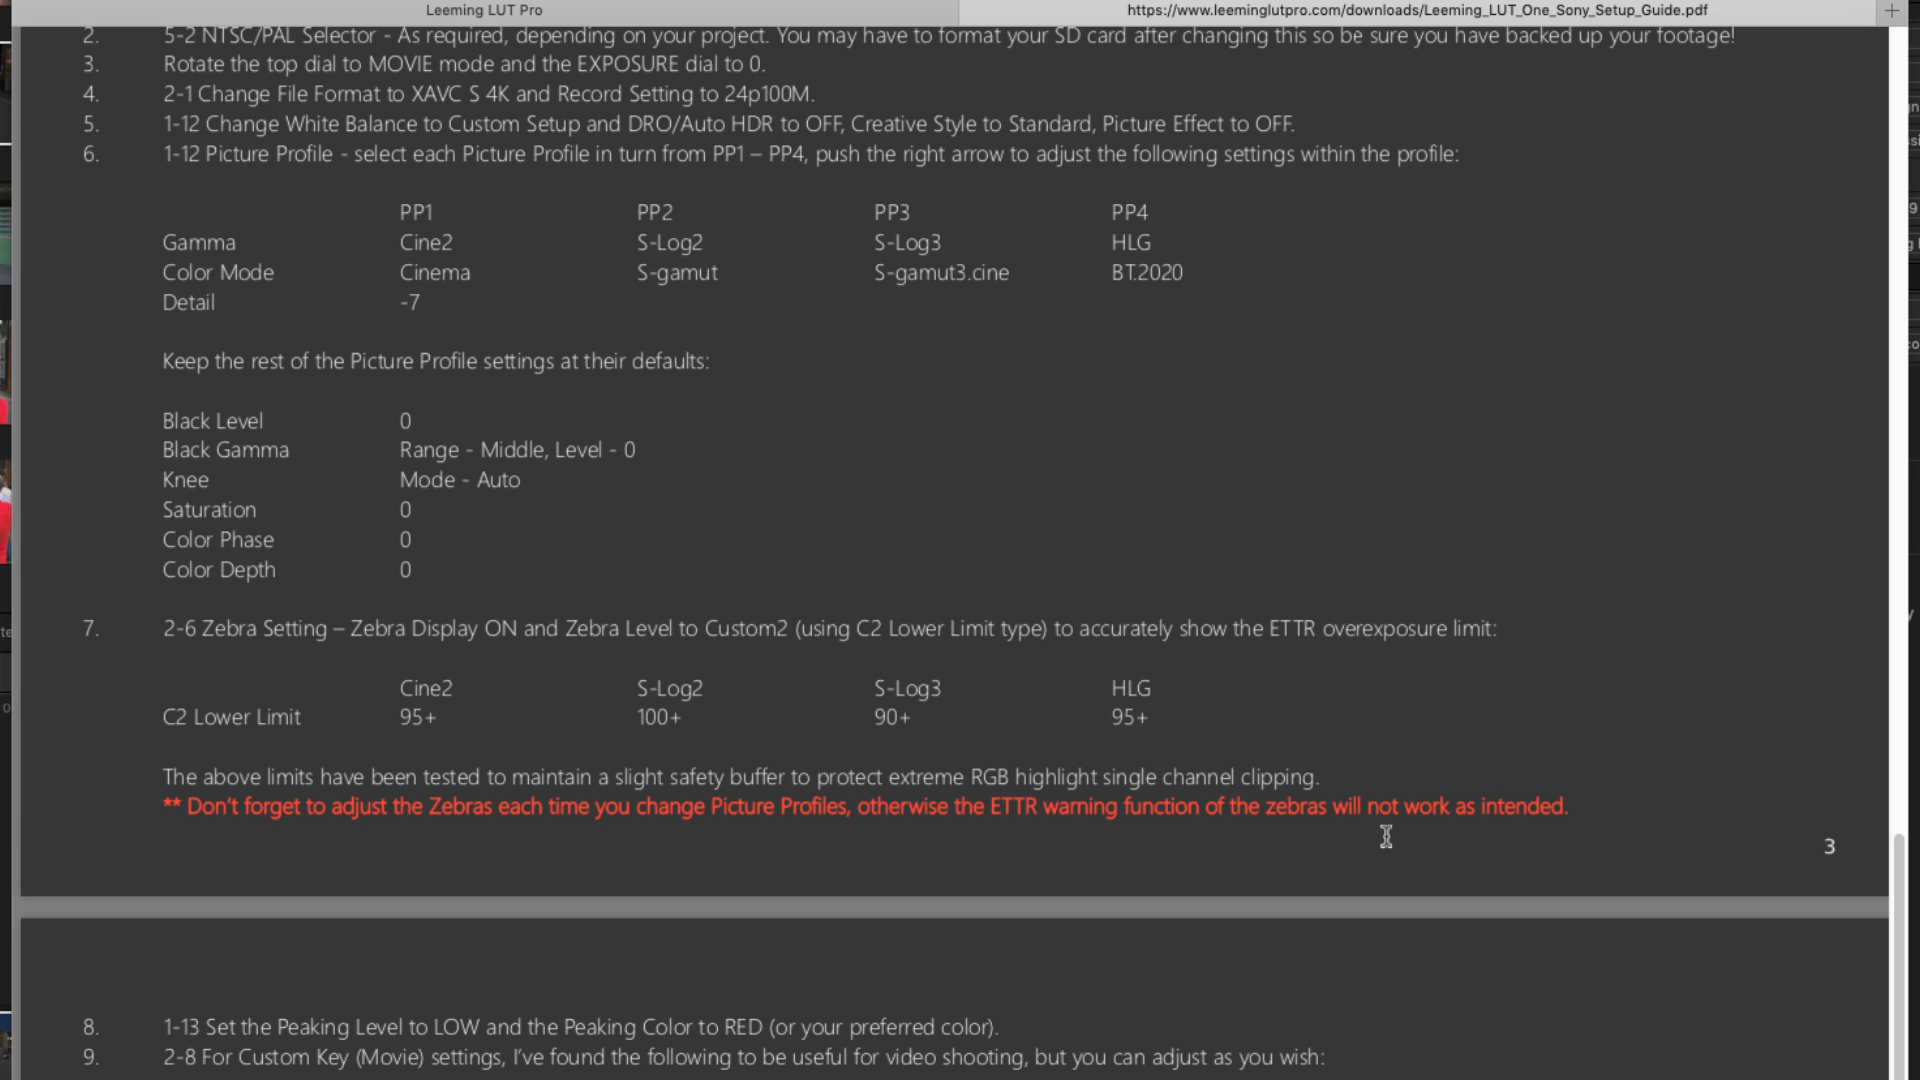 Leeming LUT Pro https://www.leeminglutpro.com/downloads/Leeming_LUT_One_Sony_Setup_Guide.pdf
2. 5-2 NTSC/PAL Selector - As required, depending on your project. You may have to format your SD card after changing this so be sure you have backed up your footage!
3. Rotate the top dial to MOVIE mode and the EXPOSURE dial to 0.
4. 2-1 Change File Format to XAVC S 4K and Record Setting to 24p100M.
5. 1-12 Change White Balance to Custom Setup and DRO/Auto HDR to OFF, Creative Style to Standard, Picture Effect to OFF.
6. 1-12 Picture Profile - select each Picture Profile in turn from PP1 – PP4, push the right arrow to adjust the following settings within the profile:
PP1 PP2 PP3 PP4
Gamma Cine2 S-Log2 S-Log3 HLG
Color Mode Cinema S-gamut S-gamut3.cine BT.2020
Detail -7
Keep the rest of the Picture Profile settings at their defaults:
Black Level 0
Black Gamma Range - Middle, Level - 0
Knee Mode - Auto
Saturation 0
Color Phase 0
Color Depth 0
7. 2-6 Zebra Setting – Zebra Display ON and Zebra Level to Custom2 (using C2 Lower Limit type) to accurately show the ETTR overexposure limit:
Cine2 S-Log2 S-Log3 HLG
C2 Lower Limit 95+ 100+ 90+ 95+
The above limits have been tested to maintain a slight safety buffer to protect extreme RGB highlight single channel clipping.
** Don't forget to adjust the Zebras each time you change Picture Profiles, otherwise the ETTR warning function of the zebras will not work as intended.
3
8. 1-13 Set the Peaking Level to LOW and the Peaking Color to RED (or your preferred color).
9. 2-8 For Custom Key (Movie) settings, I've found the following to be useful for video shooting, but you can adjust as you wish: